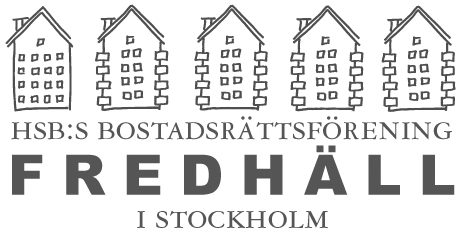 HSB:S BOSTADSRÄTTSFÖRENING
FREDHÄLL
I STOCKHOLM